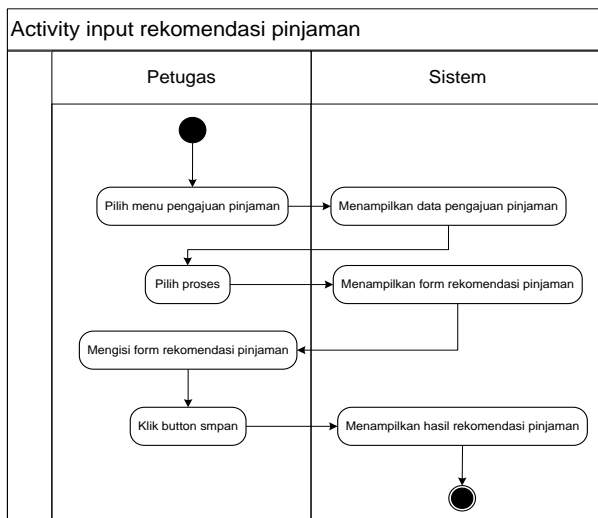 Activity input rekomendasi pinjaman
Petugas
Sistem
Pilih menu pengajuan pinjaman
Menampilkan data pengajuan pinjaman
Pilih proses
Menampilkan form rekomendasi pinjaman
Mengisi form rekomendasi pinjaman
Klik button smpan
Menampilkan hasil rekomendasi pinjaman